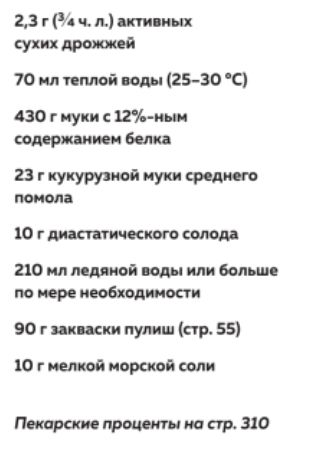 2,3 г (¾ ч. л.) активных
сухих дрожжей
70 мл теплой воды (25–30 °C)
430 г муки с 12%-ным
содержанием белка
23 г кукурузной муки среднего
помола
10 г диастатического солода
210 мл ледяной воды или больше
по мере необходимости
90 г закваски пулиш (стр. 55)
10 г мелкой морской соли
Пекарские проценты на стр. 310